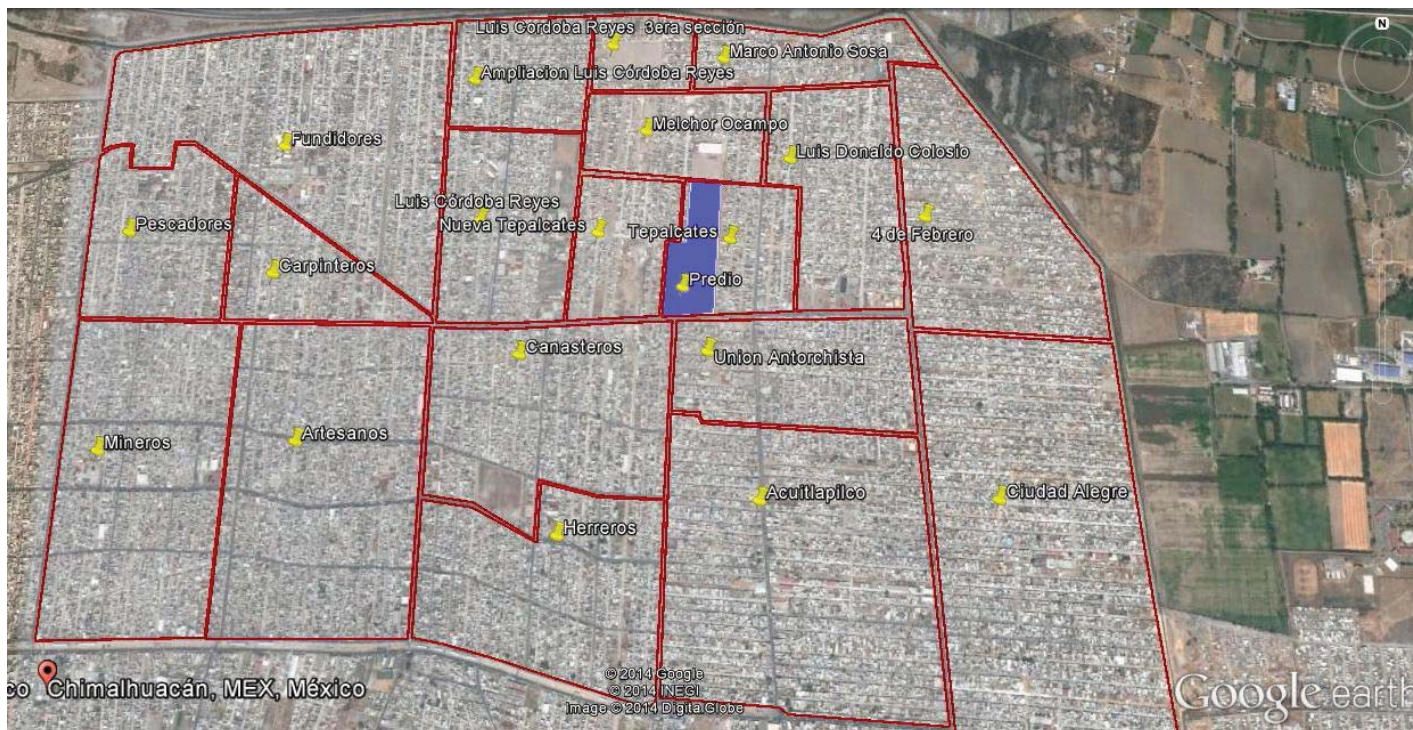 N
Luis Cordoba Reyes 3era sección
Marco Antonio Sosa
Ampliacion Luis Córdoba Reyes
Melchor Ocampo
Fundidores
Luis Donaldo Colosio
Luis Córdoba Reyes
Pescadores
Nueva Tepalcates
Tepalcates
4 de Febrero
Carpinteros
Predio
Canasteros
Union Antorchista
Mineros
Artesanos
Acuitlapilco
Ciudad Alegre
Herreros
© 2014 Google
© 2014 INEGI
Image © 2014 DigitalGlobe
co Chimalhuacán, MEX, México
Google earth